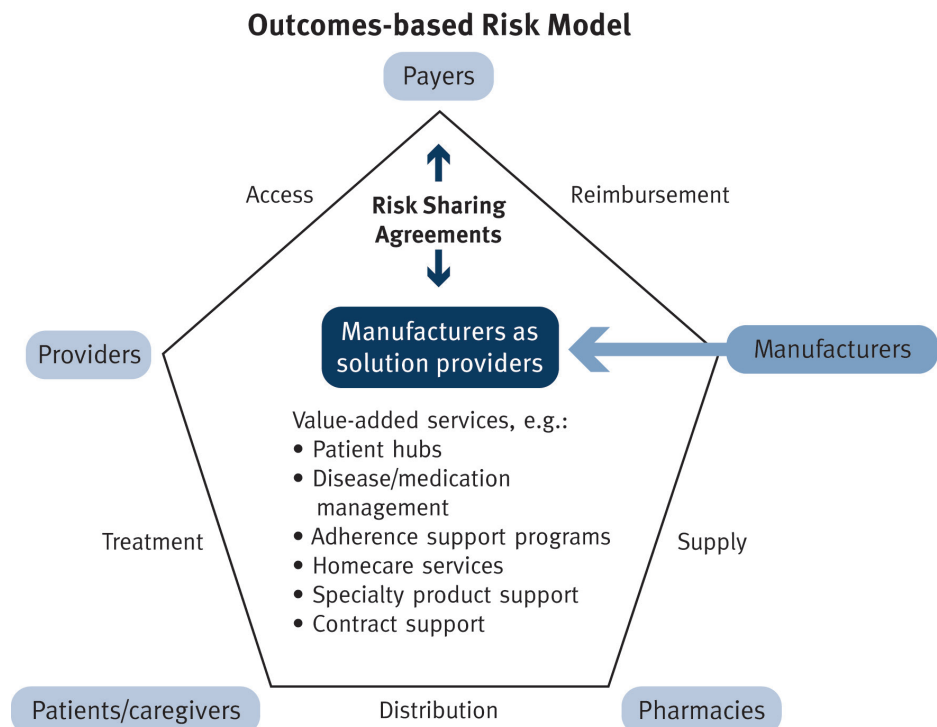 Outcomes-based Risk Model
Payers
Access
Reimbursement
Risk Sharing
Agreements
Providers
Manufacturers as
solution providers
Manufacturers
Value-added services, e.g.:
• Patient hubs
• Disease/medication
management
• Adherence support programs
• Homecare services
• Specialty product support
• Contract support
Treatment
Supply
Patients/caregivers
Distribution
Pharmacies